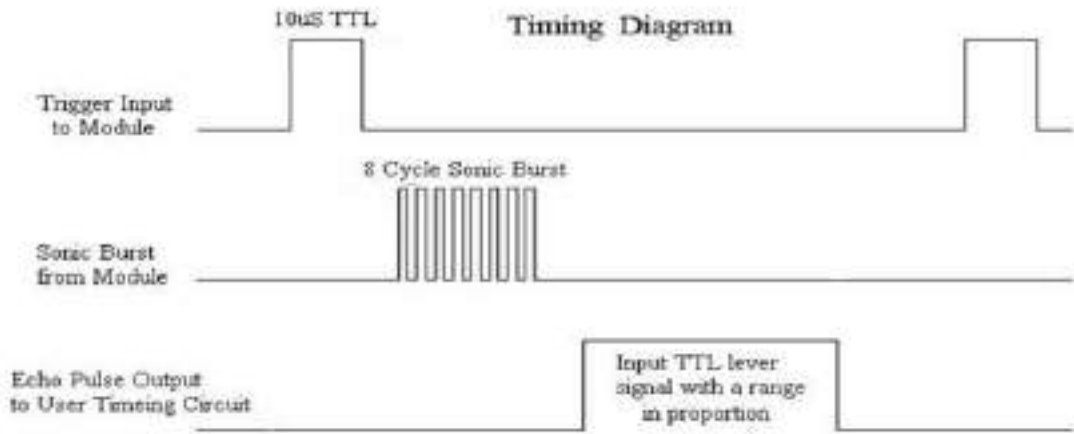 10uS TTL
Timing Diagram
Trigger Input
to Module
8 Cycle Sonic Burst
Sonic Burst
from Module
Echo Pulse Output
to User Timeing Circuit
Input TTL lever
signal with a range
in proportion